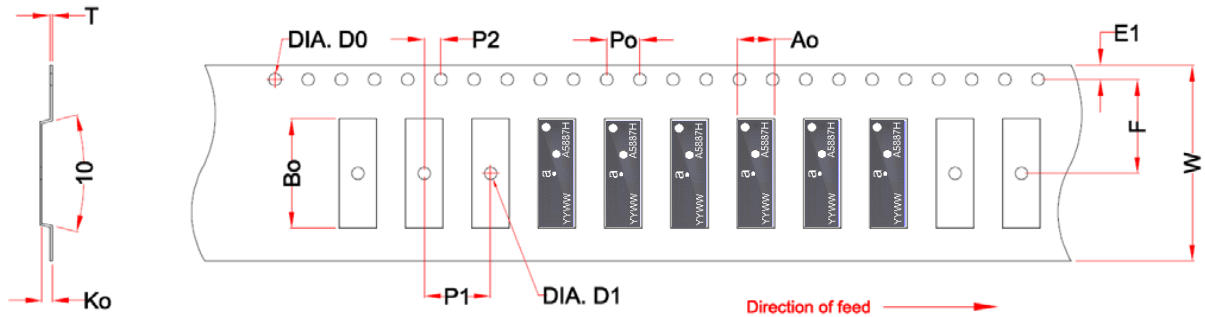 T
DIA. D0
P2
Po
Ao
E1
F
W
Bo
10
Ko
P1
DIA. D1
A5887H
a
YYWW
A5887H
a
YYWW
A5887H
a
YYWW
A5887H
a
YYWW
A5887H
a
YYWW
A5887H
a
YYWW
Direction of feed